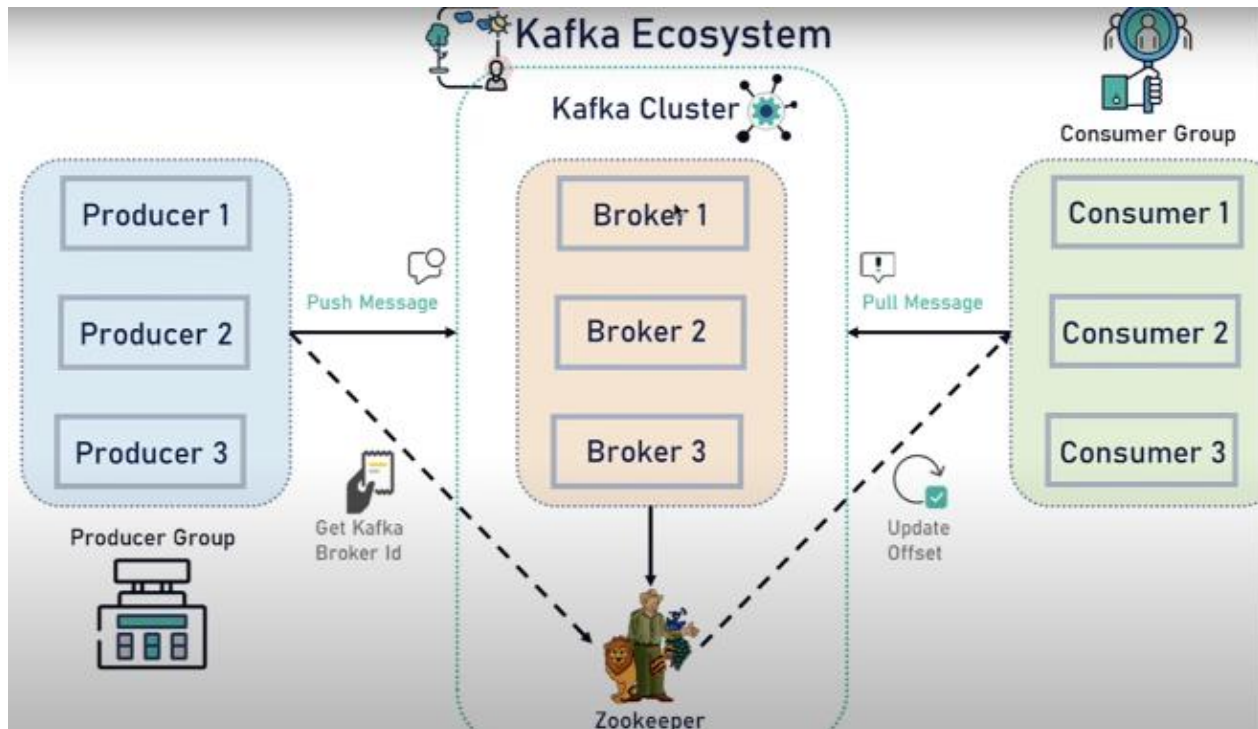 Kafka Ecosystem
Kafka Cluster
Consumer Group
Producer 1
Producer 2
Producer 3
Producer Group
Push Message
Get Kafka
Broker Id
Broker 1
Broker 2
Broker 3
Zookeeper
Pull Message
Update
Offset
Consumer 1
Consumer 2
Consumer 3